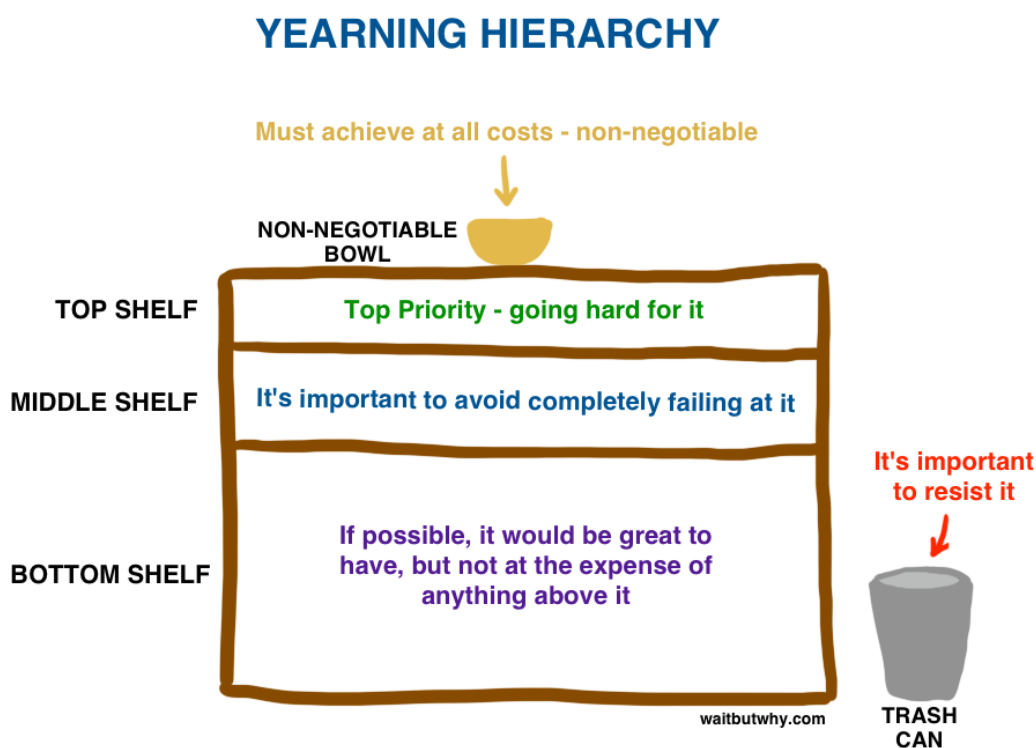 YEARNING HIERARCHY
Must achieve at all costs - non-negotiable
NON-NEGOTIABLE
BOWL
TOP SHELF
Top Priority - going hard for it
MIDDLE SHELF
It's important to avoid completely failing at it
BOTTOM SHELF
If possible, it would be great to
have, but not at the expense of
anything above it
It's important
to resist it
TRASH
CAN
waitbutwhy.com